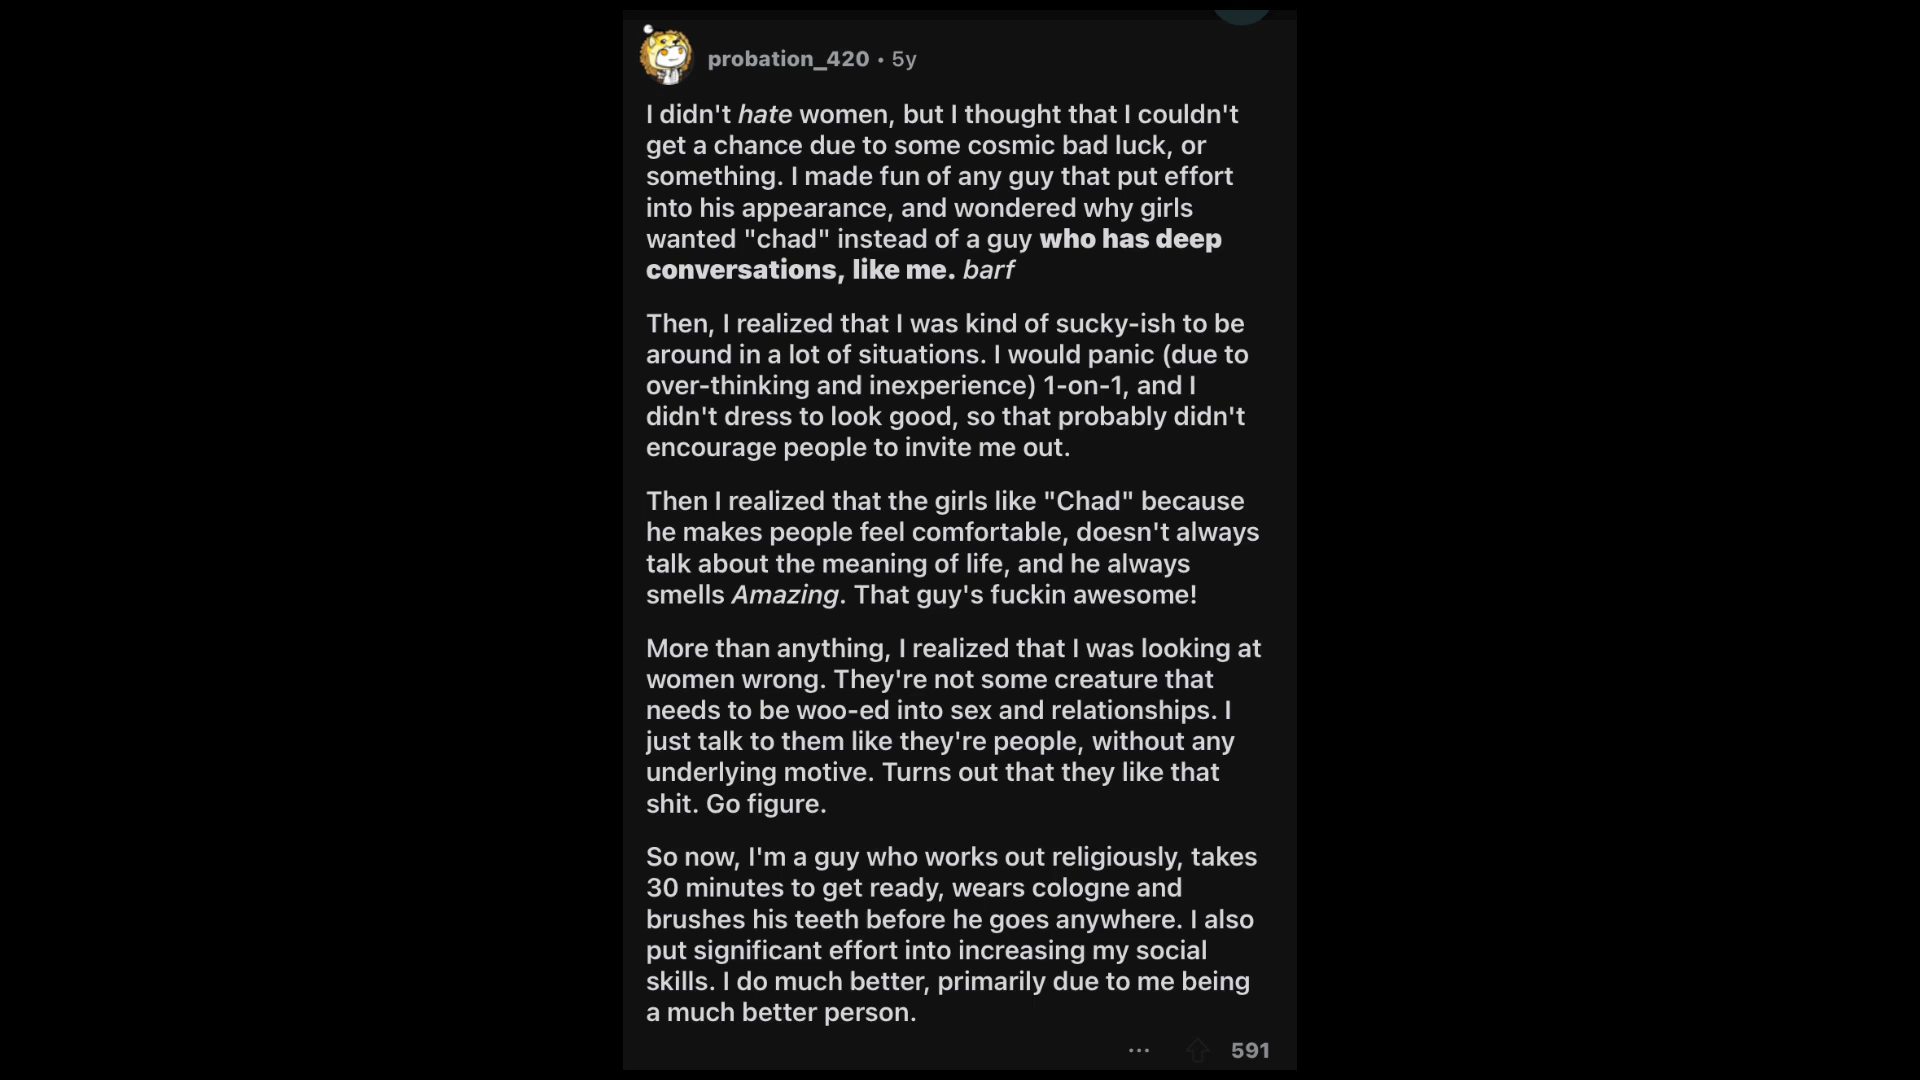 probation_420 • 5y
I didn't hate women, but I thought that I couldn't
get a chance due to some cosmic bad luck, or
something. I made fun of any guy that put effort
into his appearance, and wondered why girls
wanted "chad" instead of a guy who has deep
conversations, like me. barf
Then, I realized that I was kind of sucky-ish to be
around in a lot of situations. I would panic (due to
over-thinking and inexperience) 1-on-1, and I
didn't dress to look good, so that probably didn't
encourage people to invite me out.
Then I realized that the girls like "Chad" because
he makes people feel comfortable, doesn't always
talk about the meaning of life, and he always
smells Amazing. That guy's fuckin awesome!
More than anything, I realized that I was looking at
women wrong. They're not some creature that
needs to be woo-ed into sex and relationships. I
just talk to them like they're people, without any
underlying motive. Turns out that they like that
shit. Go figure.
So now, I'm a guy who works out religiously, takes
30 minutes to get ready, wears cologne and
brushes his teeth before he goes anywhere. I also
put significant effort into increasing my social
skills. I do much better, primarily due to me being
a much better person.
... 591